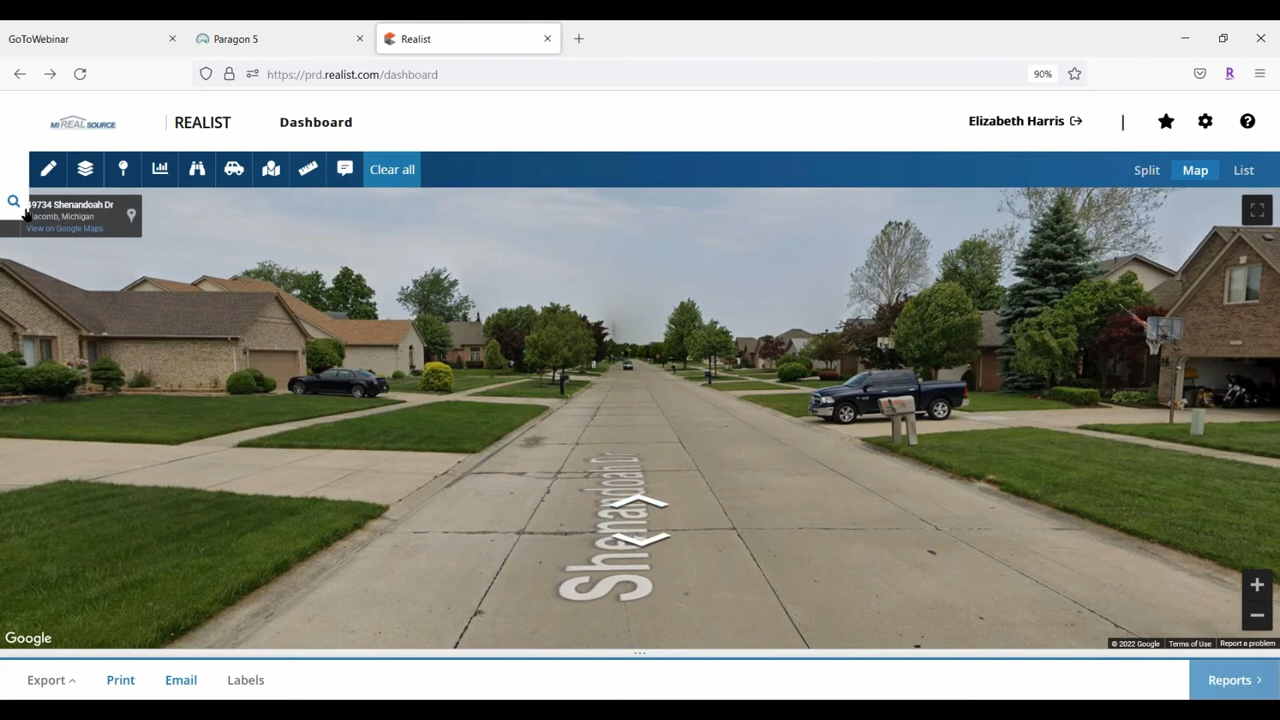 GoToWebinar
Paragon 5
Realist
https://prd.realist.com/dashboard
90%
MI REAL SOURCE
REALIST
Dashboard
Elizabeth Harris
Clear all
Split
Map
List
49734 Shenandoah Dr
Macomb, Michigan
View on Google Maps
Shenandoah Dr
Google
© 2022 Google
Terms of Use
Report a problem
Export
Print
Email
Labels
Reports